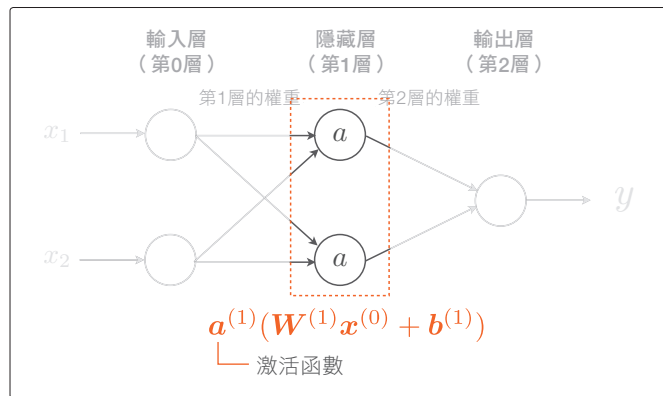 輸入層 隱藏層 輸出層
（第0層） （第1層） （第2層）
第1層的權重 第2層的權重
x₁ a
y
x₂ a
a⁽¹⁾(W⁽¹⁾x⁽⁰⁾ + b⁽¹⁾)
激活函數